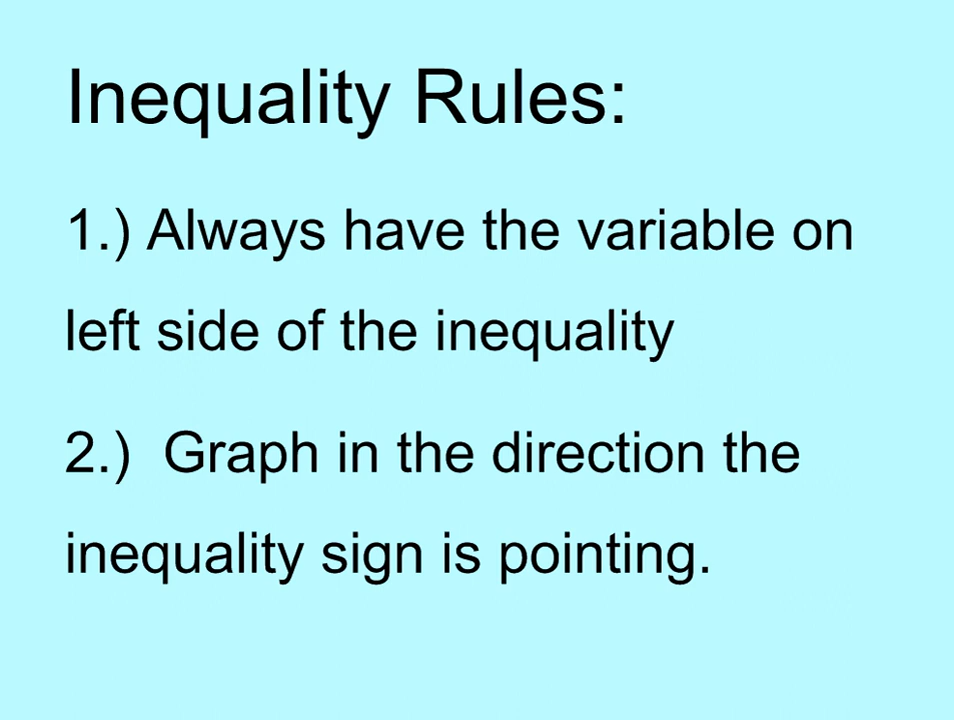 Inequality Rules:
1.) Always have the variable on
left side of the inequality
2.)  Graph in the direction the
inequality sign is pointing.